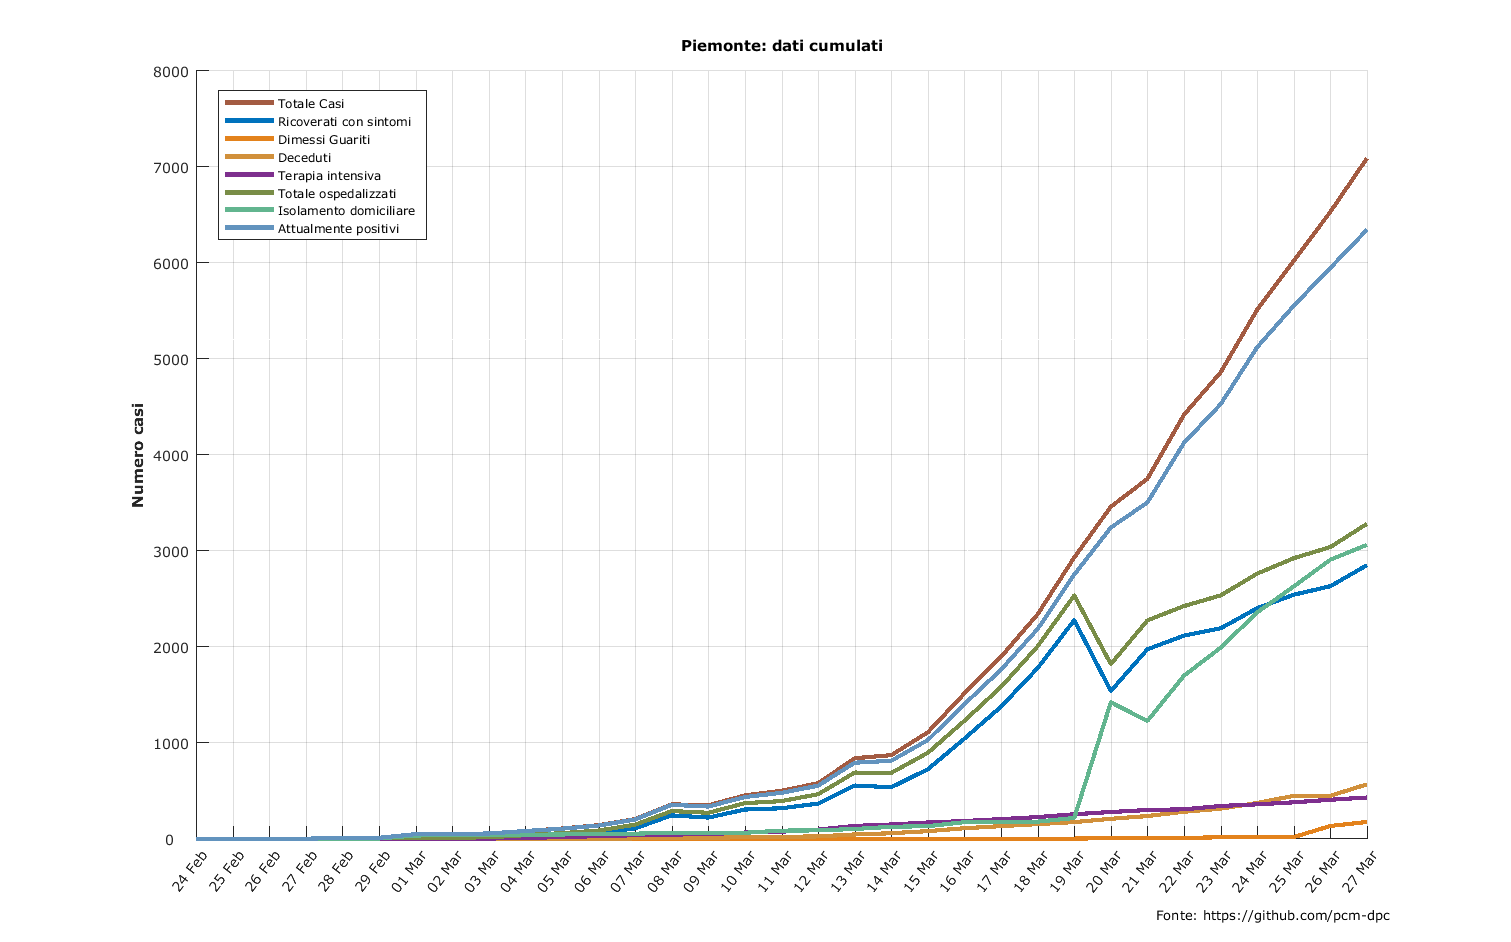 Piemonte: dati cumulati
8000
7000
6000
5000
4000
3000
2000
1000
0
Numero casi
Totale Casi
Ricoverati con sintomi
Dimessi Guariti
Deceduti
Terapia intensiva
Totale ospedalizzati
Isolamento domiciliare
Attualmente positivi
24 Feb
25 Feb
26 Feb
27 Feb
28 Feb
29 Feb
01 Mar
02 Mar
03 Mar
04 Mar
05 Mar
06 Mar
07 Mar
08 Mar
09 Mar
10 Mar
11 Mar
12 Mar
13 Mar
14 Mar
15 Mar
16 Mar
17 Mar
18 Mar
19 Mar
20 Mar
21 Mar
22 Mar
23 Mar
24 Mar
25 Mar
26 Mar
27 Mar
Fonte: https://github.com/pcm-dpc